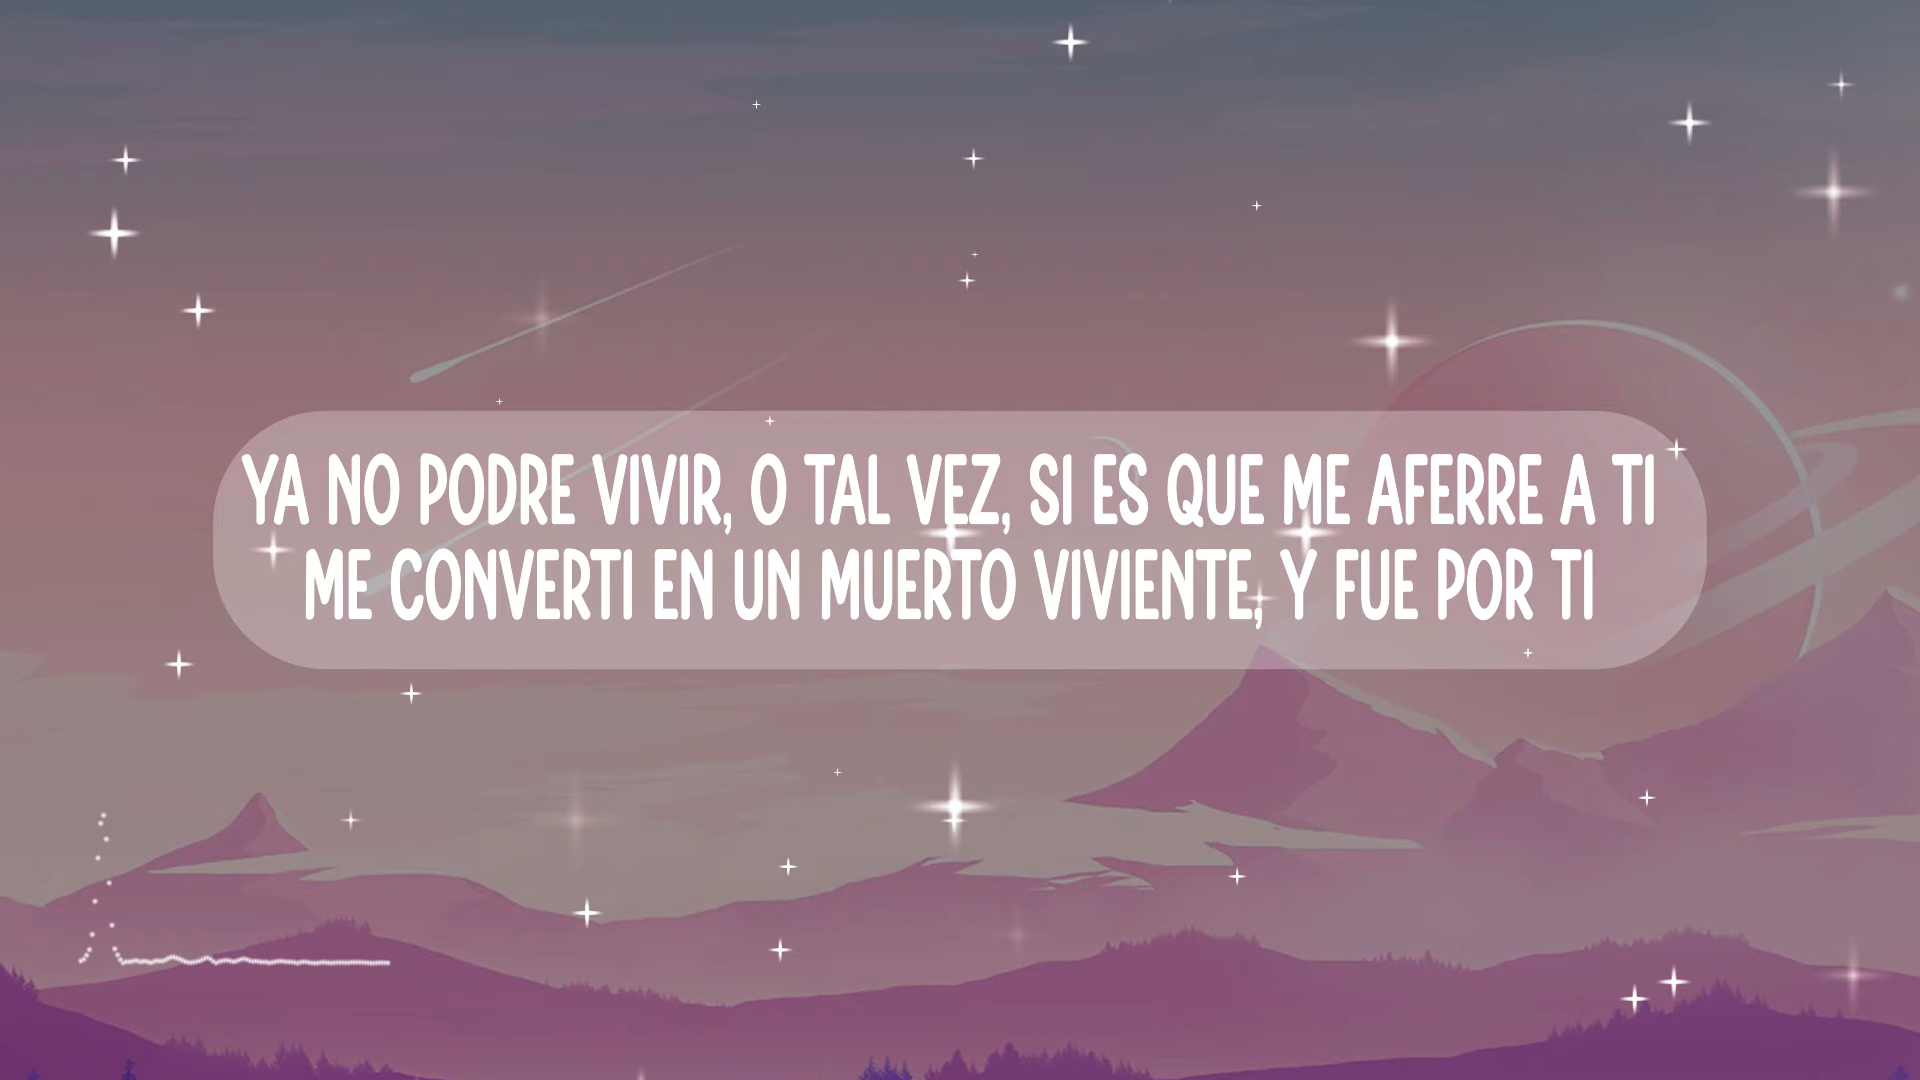 YA NO PODRE VIVIR, O TAL VEZ, SI ES QUE ME AFERRE A TI
ME CONVERTI EN UN MUERTO VIVIENTE, Y FUE POR TI